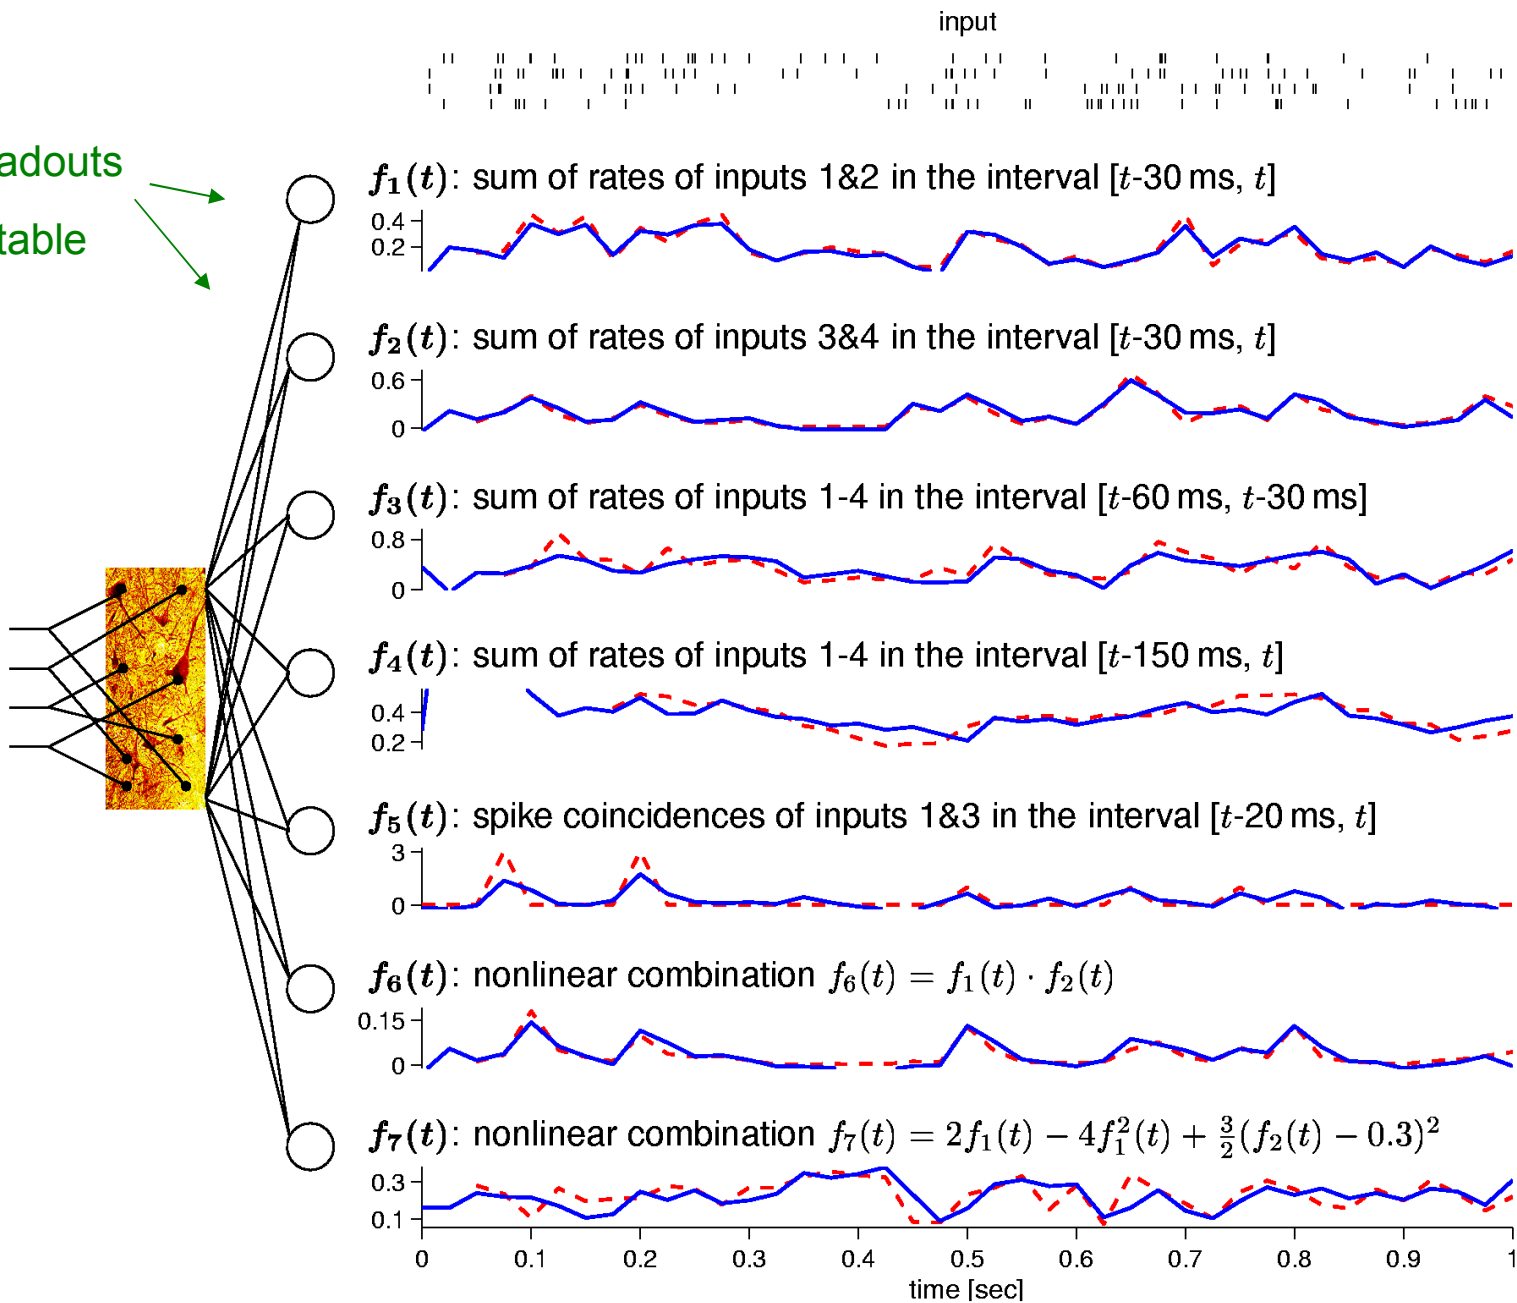 input
adouts
table
f₁(t): sum of rates of inputs 1&2 in the interval [t-30 ms, t]
0.4
0.2
f₂(t): sum of rates of inputs 3&4 in the interval [t-30 ms, t]
0.6
0
f₃(t): sum of rates of inputs 1-4 in the interval [t-60 ms, t-30 ms]
0.8
0
f₄(t): sum of rates of inputs 1-4 in the interval [t-150 ms, t]
0.4
0.2
f₅(t): spike coincidences of inputs 1&3 in the interval [t-20 ms, t]
3
0
f₆(t): nonlinear combination f₆(t) = f₁(t) · f₂(t)
0.15
0
f₇(t): nonlinear combination f₇(t) = 2f₁(t) − 4f₁²(t) + 3/2(f₂(t) − 0.3)²
0.3
0.1
0 0.1 0.2 0.3 0.4 0.5 0.6 0.7 0.8 0.9 1
time [sec]